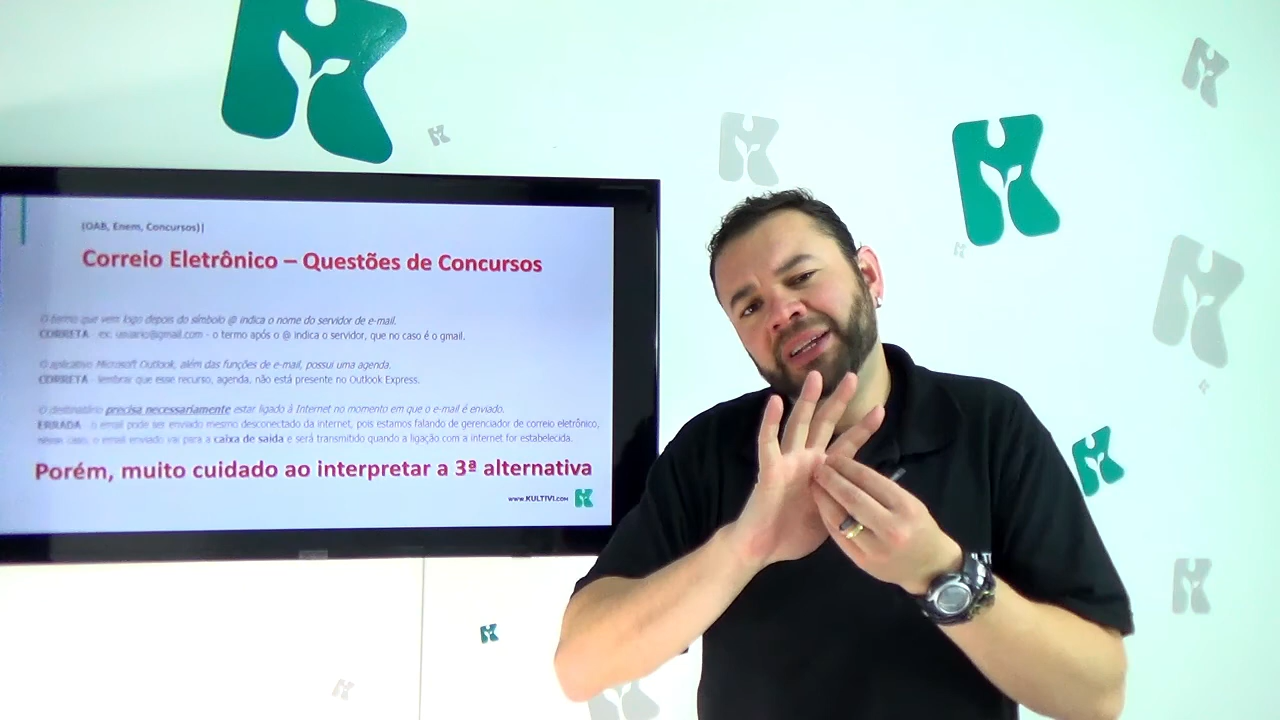 (OAB, Enem, Concursos)|
Correio Eletrônico – Questões de Concursos
O termo que vem logo depois do símbolo @ indica o nome do servidor de e-mail.
CORRETA - ex. usuario@gmail.com - o termo após o @ indica o servidor, que no caso é o gmail.
O aplicativo Microsoft Outlook, além das funções de e-mail, possui uma agenda.
CORRETA - lembrar que esse recurso, agenda, não está presente no Outlook Express.
O destinatário precisa necessariamente estar ligado à Internet no momento em que o e-mail é enviado.
ERRADA - o email pode ser enviado mesmo desconectado da internet, pois estamos falando de gerenciador de correio eletrônico,
nesse caso, o email enviado vai para a caixa de saída e será transmitido quando a ligação com a internet for estabelecida.
Porém, muito cuidado ao interpretar a 3ª alternativa
www.KULTIVI.com